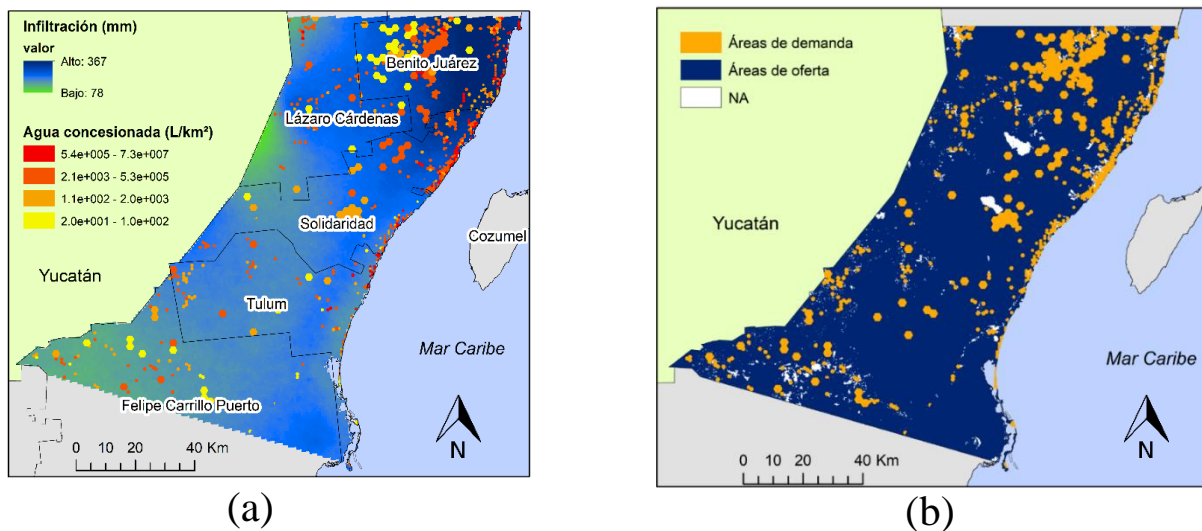 Infiltración (mm)
valor
Alto: 367
Bajo: 78
Agua concesionada (L/km²)
5.4e+005 - 7.3e+007
2.1e+003 - 5.3e+005
1.1e+002 - 2.0e+003
2.0e+001 - 1.0e+002
Benito Juárez
Lázaro Cárdenas
Solidaridad
Cozumel
Yucatán
Tulum
Mar Caribe
Felipe Carrillo Puerto
0 10 20 40 Km
N
(a)
Áreas de demanda
Áreas de oferta
NA
Yucatán
Mar Caribe
0 10 20 40 Km
N
(b)